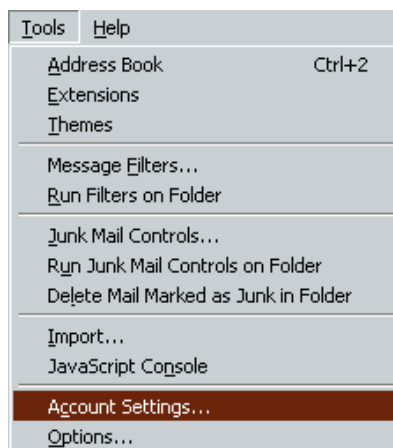 Tools Help
Address Book Ctrl+2
Extensions
Themes
Message Filters...
Run Filters on Folder
Junk Mail Controls...
Run Junk Mail Controls on Folder
Delete Mail Marked as Junk in Folder
Import...
JavaScript Console
Account Settings...
Options...